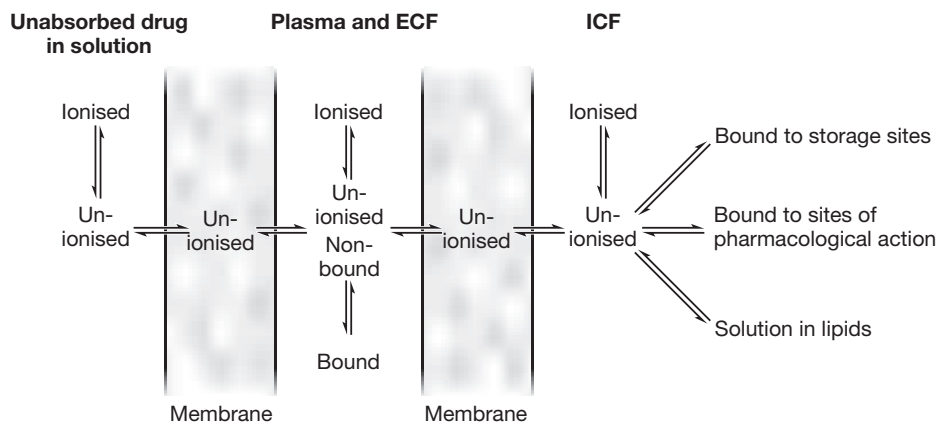 Unabsorbed drug
in solution
Plasma and ECF
ICF
Ionised
Ionised
Ionised
Bound to storage sites
Un-
ionised
Un-
ionised
Un-
ionised
Non-
bound
Un-
ionised
Un-
ionised
Bound to sites of
pharmacological action
Solution in lipids
Bound
Membrane
Membrane